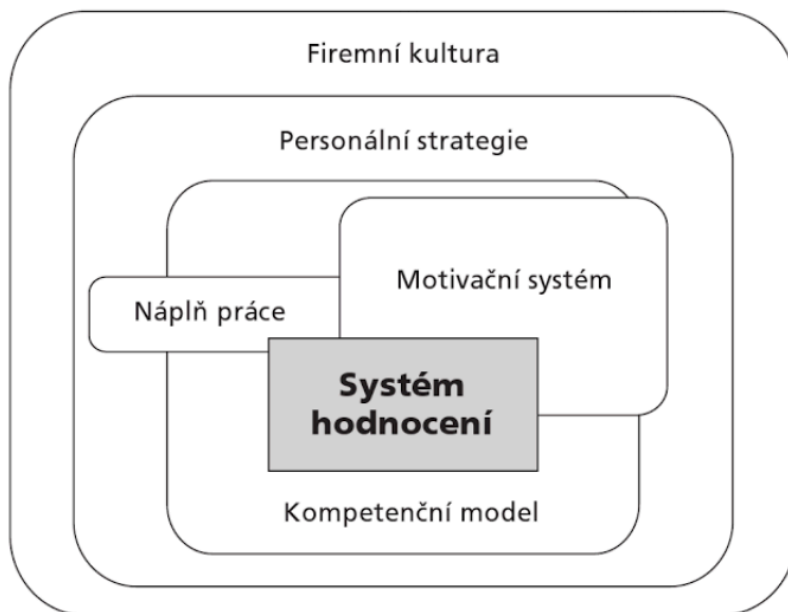 Firemní kultura
Personální strategie
Motivační systém
Náplň práce
Systém
hodnocení
Kompetenční model